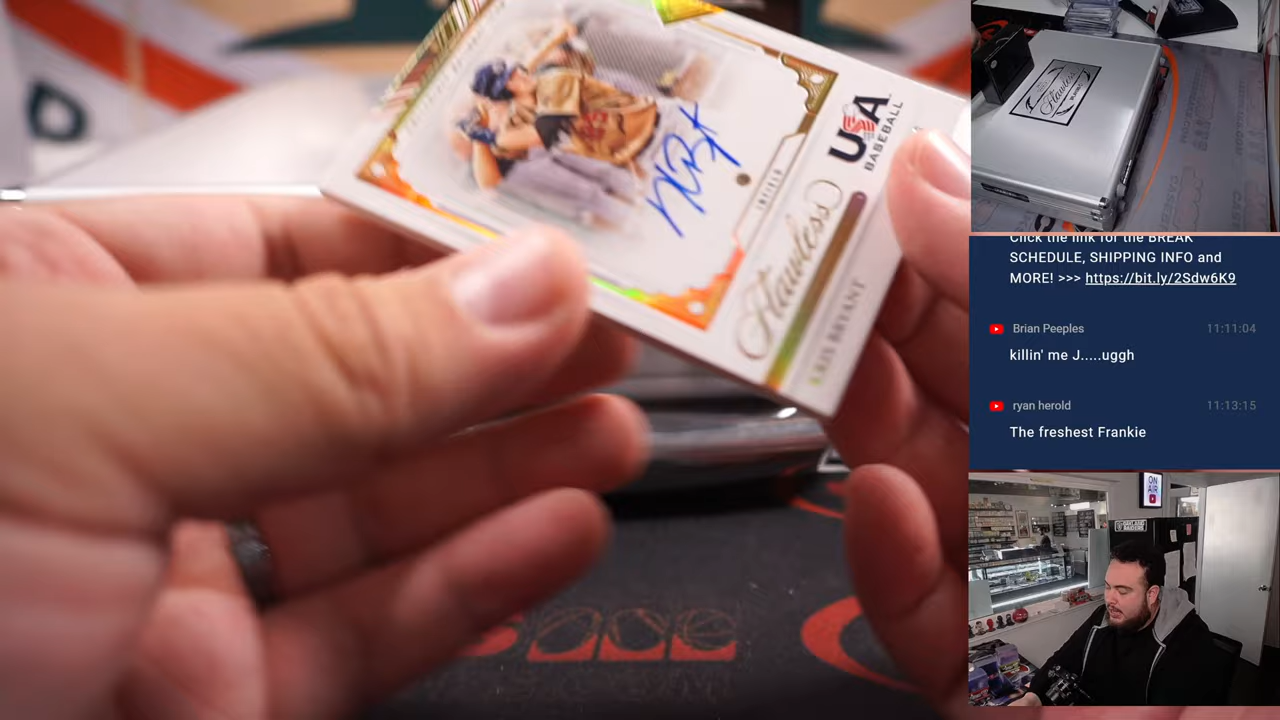 USA
BASEBALL
INFIELD
Flawless
KRIS BRYANT
Flawless
Click the link for the BREAK
SCHEDULE, SHIPPING INFO and
MORE! >>> https://bit.ly/2Sdw6K9
Brian Peeples 11:11:04
killin' me J.....uggh
ryan herold 11:13:15
The freshest Frankie
ON
AIR